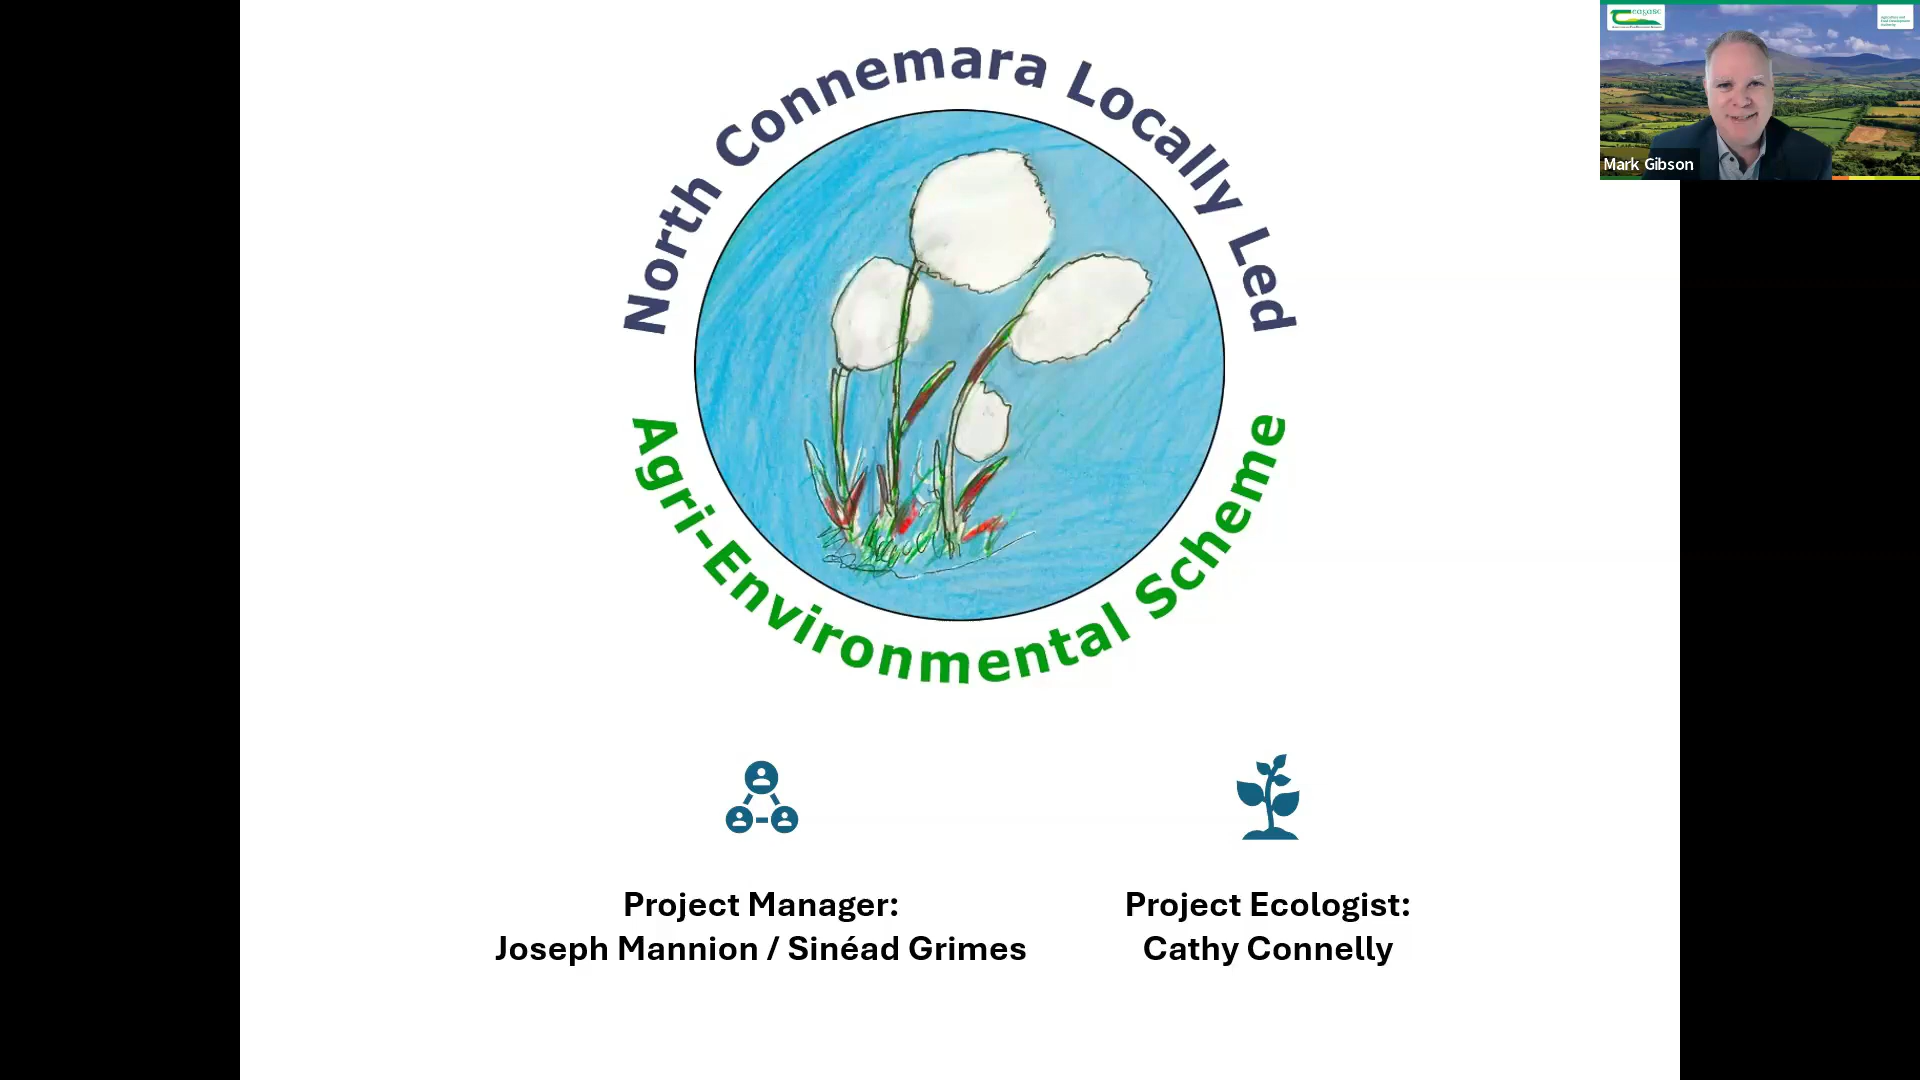 North Connemara Locally Led
Agri-Environmental Scheme
Teagasc
Mark Gibson
Project Manager:
Joseph Mannion / Sinéad Grimes
Project Ecologist:
Cathy Connelly